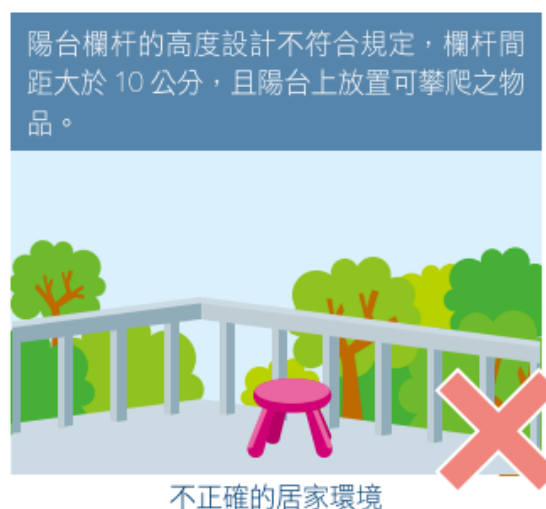 陽台欄杆的高度設計不符合規定，欄杆間
距大於 10 公分，且陽台上放置可攀爬之物
品。
不正確的居家環境